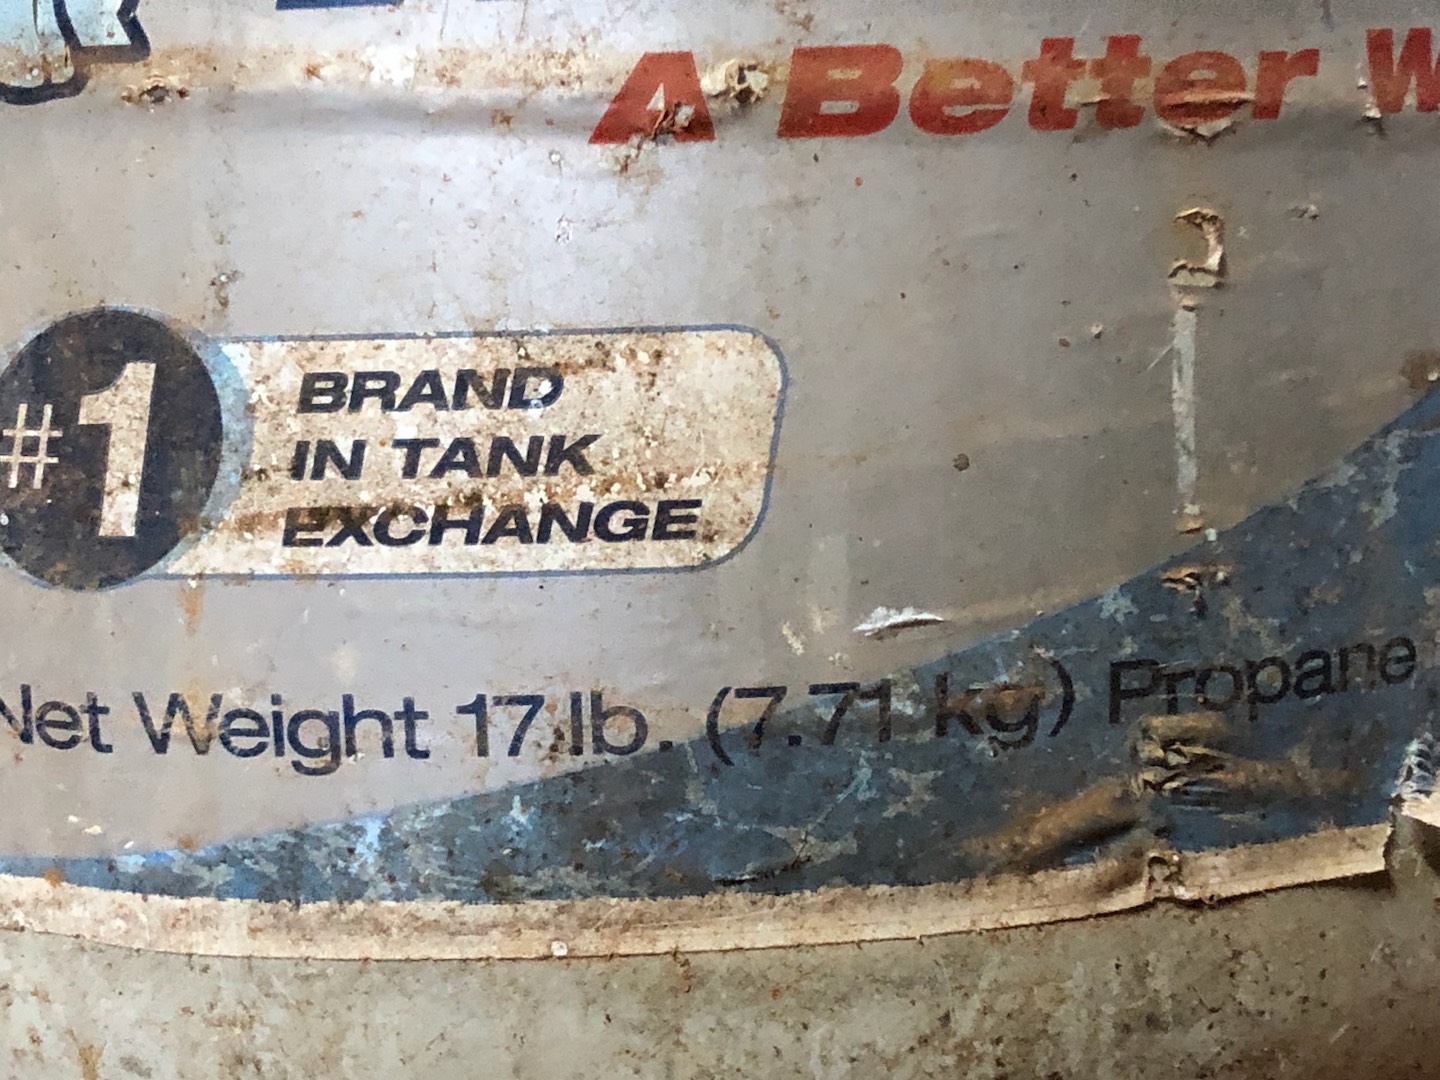 A Better
#1
BRAND
IN TANK
EXCHANGE
Net Weight 17 lb. (7.71 kg) Propane